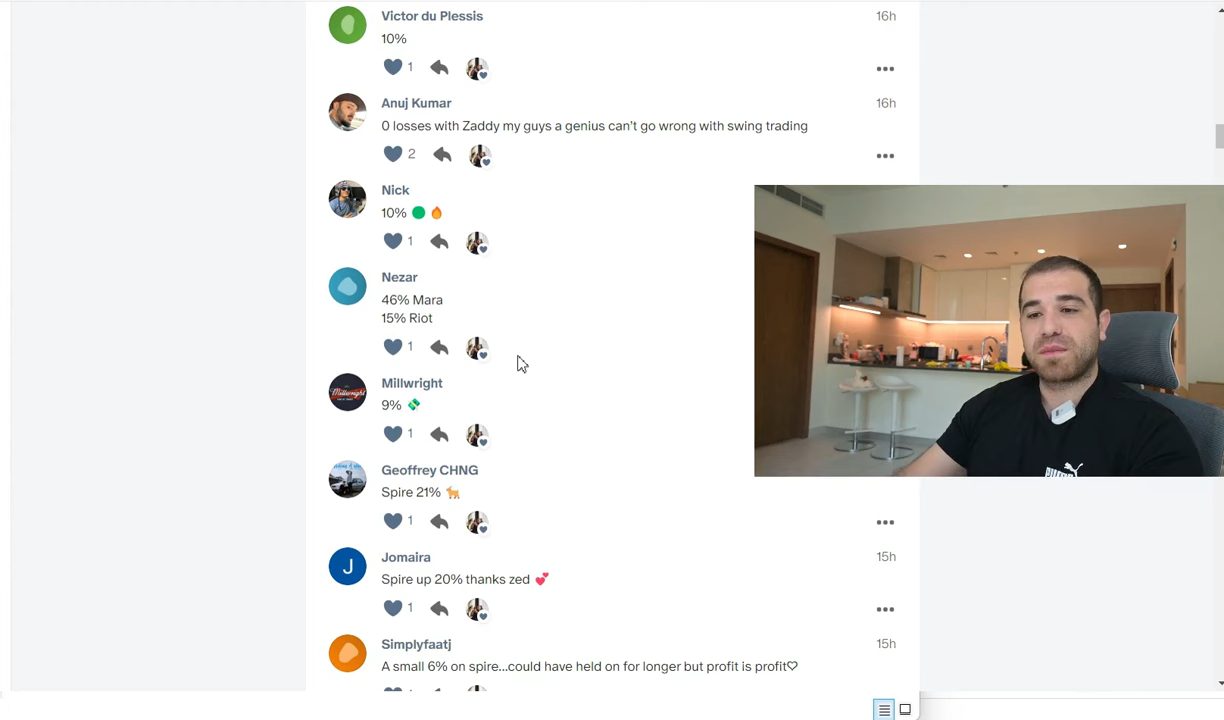 Victor du Plessis
16h
10%
1
Anuj Kumar
16h
0 losses with Zaddy my guys a genius can't go wrong with swing trading
2
Nick
10%
1
Nezar
46% Mara
15% Riot
1
Millwright
Millwright
9%
1
Geoffrey CHNG
Spire 21%
1
J
Jomaira
15h
Spire up 20% thanks zed
1
Simplyfaatj
15h
A small 6% on spire...could have held on for longer but profit is profit♡
PUMA